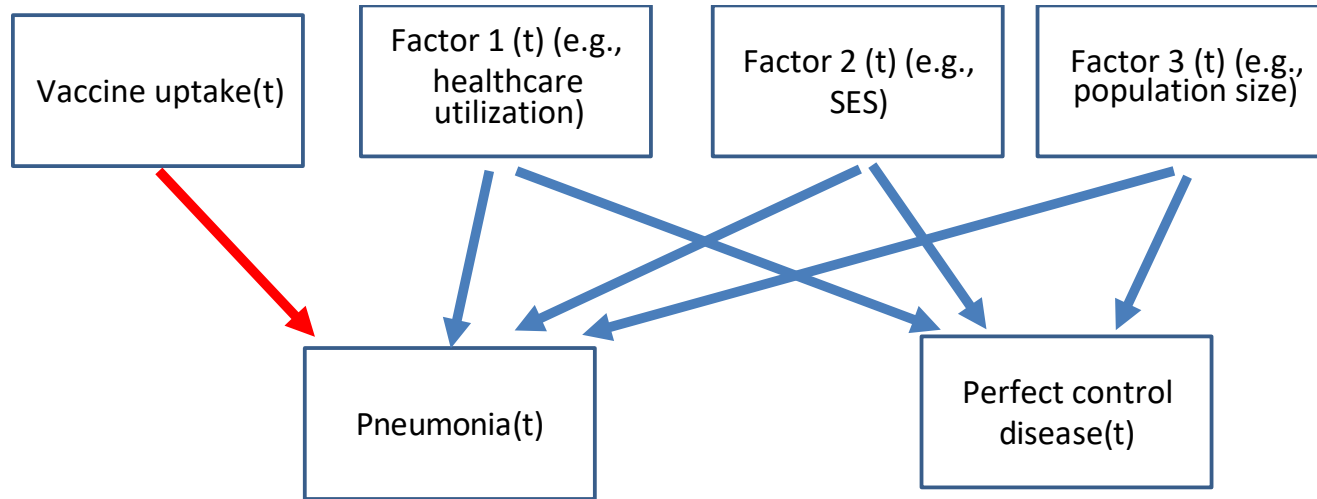 Vaccine uptake(t)
Factor 1 (t) (e.g.,
healthcare
utilization)
Factor 2 (t) (e.g.,
SES)
Factor 3 (t) (e.g.,
population size)
Pneumonia(t)
Perfect control
disease(t)